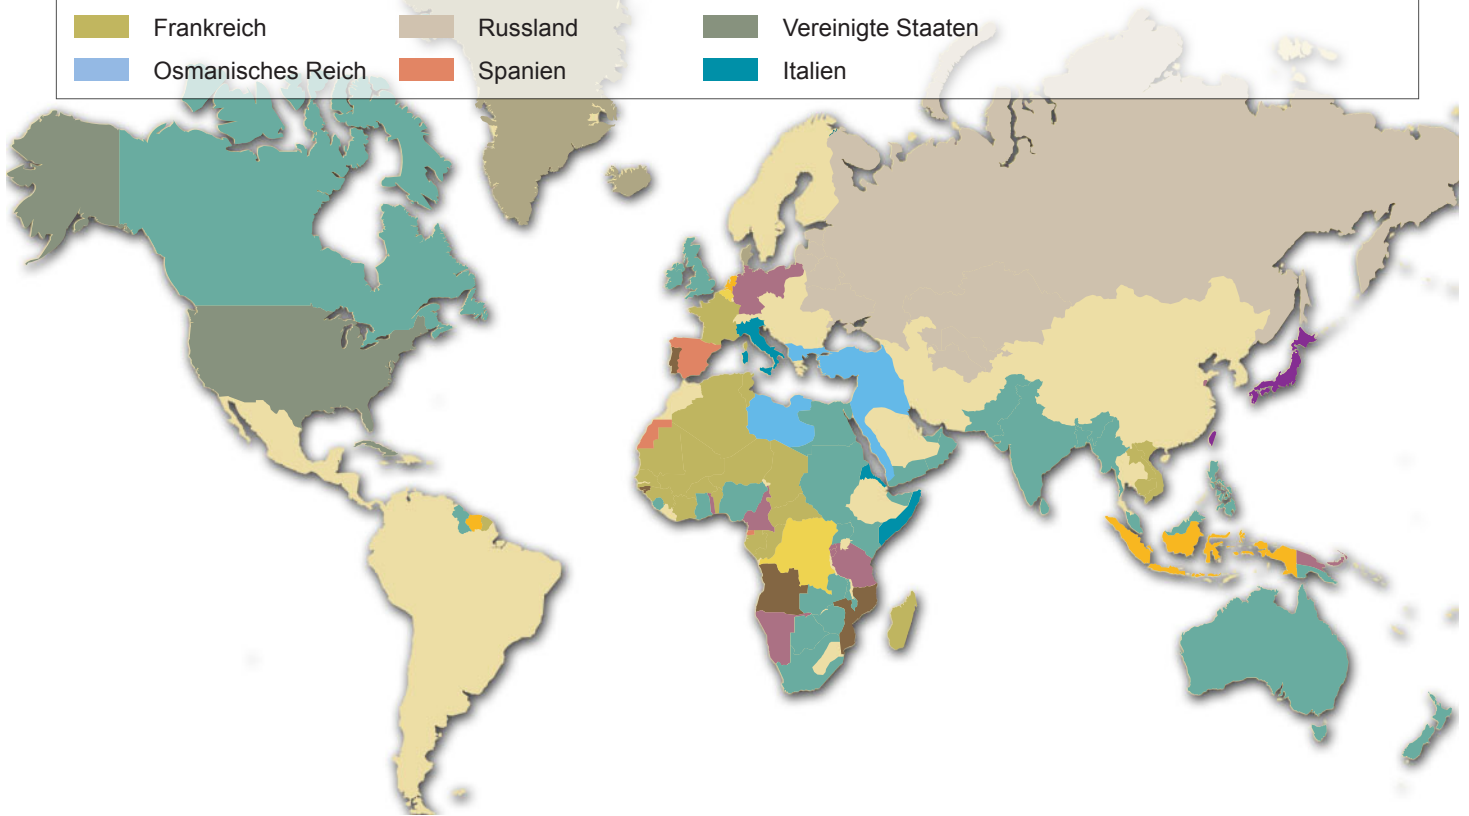 Frankreich Russland Vereinigte Staaten
Osmanisches Reich Spanien Italien